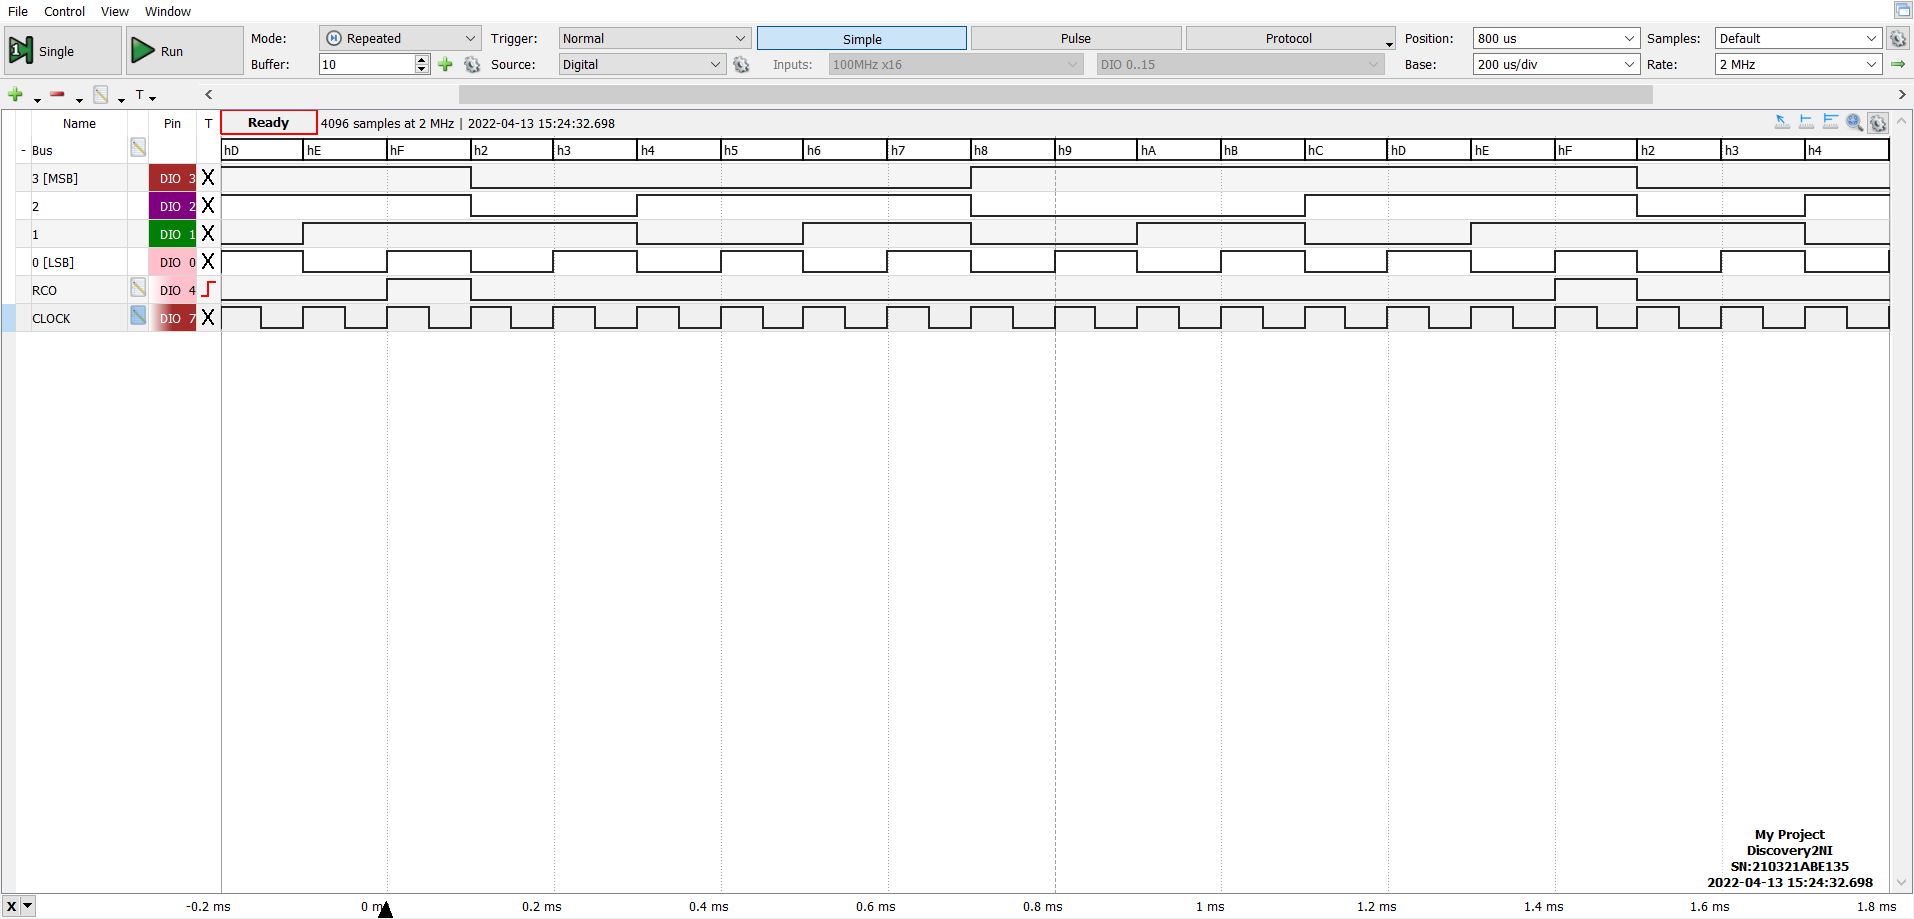 File Control View Window
Single Run Mode: Repeated Trigger: Normal Simple Pulse Protocol Position: 800 us Samples: Default
Buffer: 10 Source: Digital Inputs: 100MHz x16 DIO 0..15 Base: 200 us/div Rate: 2 MHz
T
Name Pin T Ready 4096 samples at 2 MHz | 2022-04-13 15:24:32.698
- Bus hD hE hF h2 h3 h4 h5 h6 h7 h8 h9 hA hB hC hD hE hF h2 h3 h4
3 [MSB] DIO 3 X
2 DIO 2 X
1 DIO 1 X
0 [LSB] DIO 0 X
RCO DIO 4
CLOCK DIO 7 X
My Project
Discovery2NI
SN:210321ABE135
2022-04-13 15:24:32.698
X -0.2 ms 0 m 0.2 ms 0.4 ms 0.6 ms 0.8 ms 1 ms 1.2 ms 1.4 ms 1.6 ms 1.8 ms